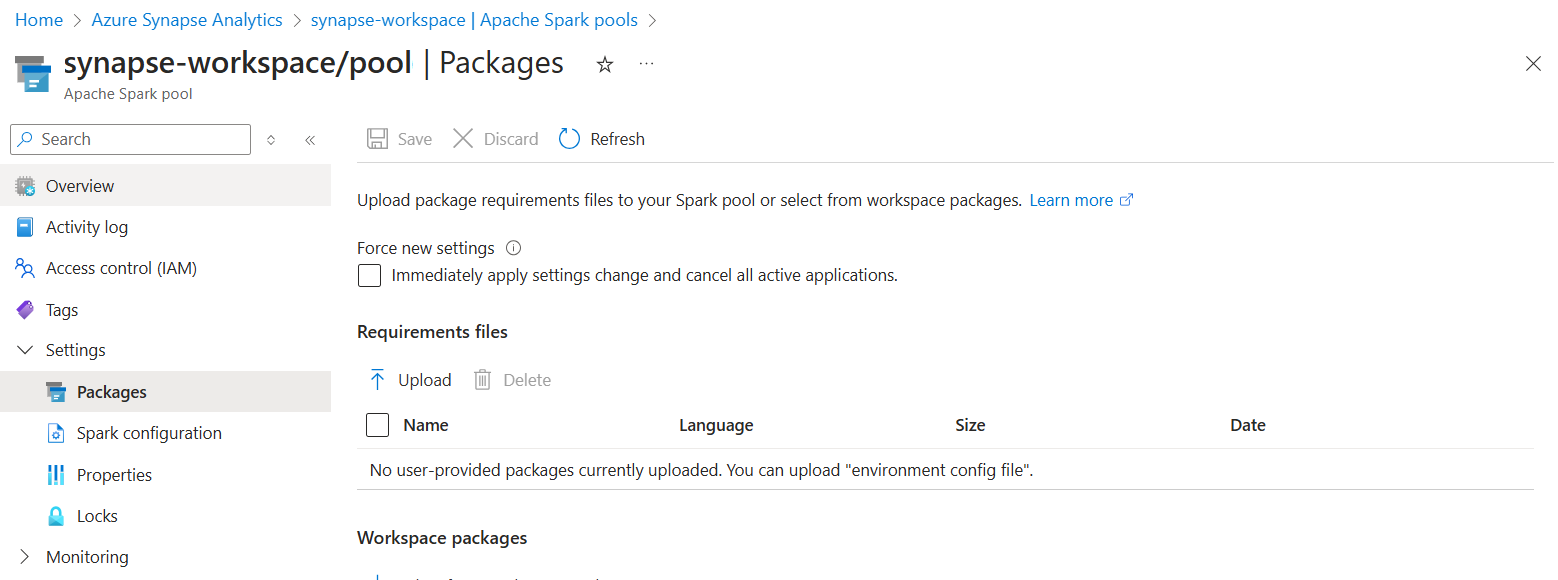 Home > Azure Synapse Analytics > synapse-workspace | Apache Spark pools >
synapse-workspace/pool | Packages
Apache Spark pool
Search
Overview
Activity log
Access control (IAM)
Tags
Settings
Packages
Spark configuration
Properties
Locks
Monitoring
Save Discard Refresh
Upload package requirements files to your Spark pool or select from workspace packages. Learn more
Force new settings
Immediately apply settings change and cancel all active applications.
Requirements files
Upload Delete
Name Language Size Date
No user-provided packages currently uploaded. You can upload "environment config file".
Workspace packages